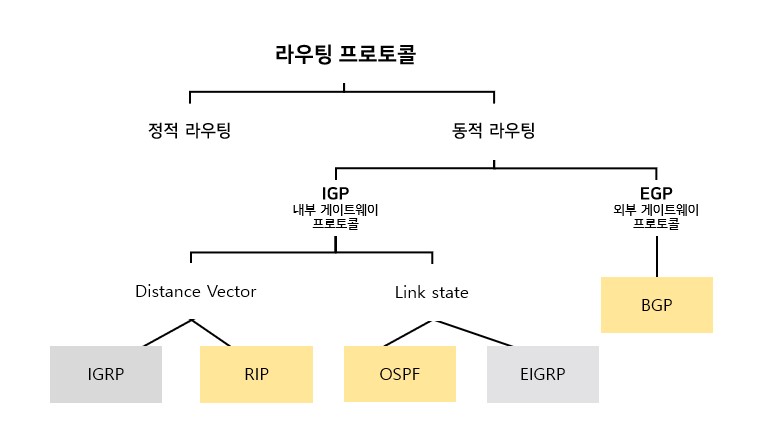 라우팅 프로토콜
정적 라우팅
동적 라우팅
IGP
내부 게이트웨이
프로토콜
EGP
외부 게이트웨이
프로토콜
Distance Vector
Link state
BGP
IGRP
RIP
OSPF
EIGRP